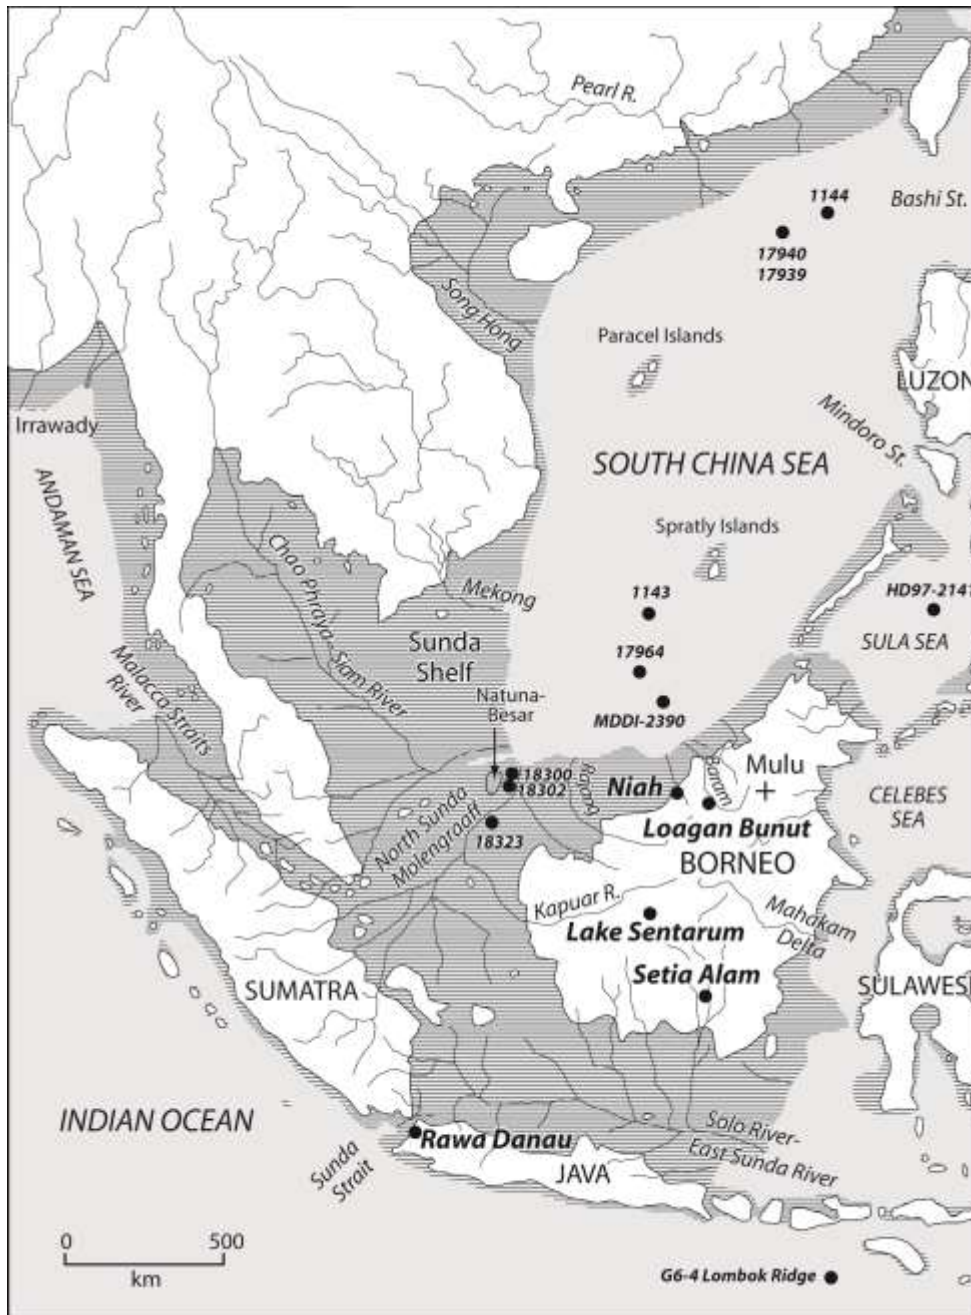 Pearl R.
1144
Bashi St.
17940
17939
Song Hong
Paracel Islands
LUZON
Irrawady
Mindoro St.
SOUTH CHINA SEA
ANDAMAN SEA
Spratly Islands
Chao Phraya - Siam River
Mekong
1143
HD97-2141
Sunda
Shelf
SULA SEA
17964
Malacca Straits
River
Natuna-
Besar
MDDI-2390
18300
18302
Rajang
Baram
Mulu
Niah
CELEBES
SEA
Loagan Bunut
North Sunda
Molengraaff
18323
BORNEO
Kapuar R.
Mahakam
Delta
Lake Sentarum
Setia Alam
SUMATRA
SULAWESI
INDIAN OCEAN
Solo River-
East Sunda River
Rawa Danau
Sunda
Strait
JAVA
0 500
km
G6-4 Lombok Ridge